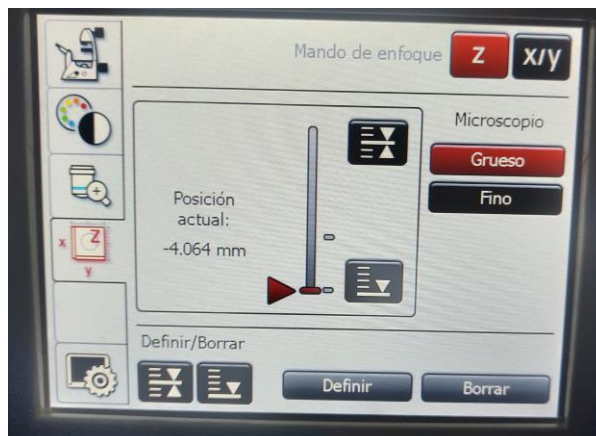 Mando de enfoque Z X/Y
Microscopio
Grueso
Fino
Posición
actual:
-4.064 mm
x Z
y
Definir/Borrar
Definir Borrar